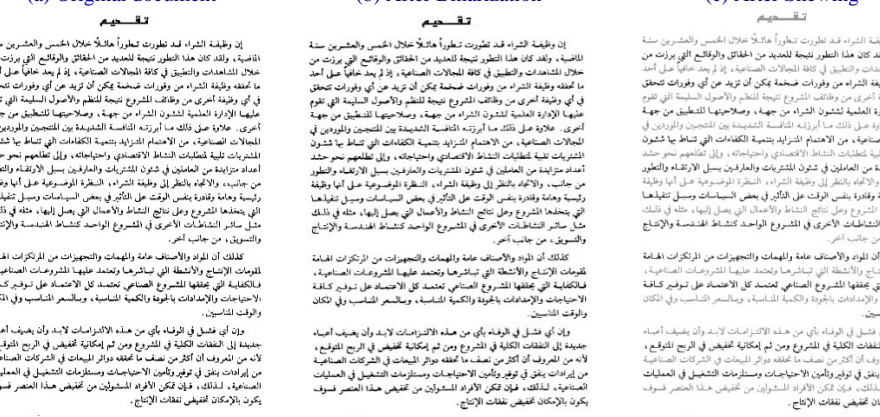 (a) Original document
(b) After Binarization
(c) After Skewing
تقـديم
إن وظيفة الشراء قد تطورت تطوراً هائلًا خلال الخمس والعشرين سنة
الماضية، ولقد كان هذا التطور نتيجة للعديد من الحقائق والوقائع التي برزت من
خلال المشاهدات والتطبيق في كافة المجالات الصناعية، إذ لم يعد خافياً على أحد
ما تحققه وظيفة الشراء من وفورات ضخمة يمكن أن تزيد عن أي وفورات تتحقق
في أي وظيفة أخرى من وظائف المشروع نتيجة للنظم والأصول السليمة التي تقوم
عليها الإدارة العلمية لشئون الشراء من جهة، وصلاحيتها للتطبيق من جهة
أخرى. علاوة على ذلك ما أبرزته المنافسة الشديدة بين المنتجين والموردين في
المجالات الصناعية، من الاهتمام المتزايد بتنمية الكفاءات التي تناط بها شئون
المشتريات تلبية لمتطلبات النشاط الاقتصادي واحتياجاته، وإلى تطلعهم نحو حشد
أعداد متزايدة من العاملين في شئون المشتريات والعارفين بسبل الارتقاء والتطور
من جانب، والاتجاه بالنظر إلى وظيفة الشراء، النظرة الموضوعية على أنها وظيفة
رئيسية وهامة وقادرة بنفس الوقت على التأثير في بعض السياسات وسبل تنفيذها
التي يتخذها المشروع وعلى نتائج النشاط والأعمال التي يصل إليها، مثله في ذلك
مثل سائر النشاطات الأخرى في المشروع الواحد كنشاط الهندسة والإنتاج
والتسويق، من جانب آخر.
كذلك أن المواد والأصناف عامة والمهمات والتجهيزات من المرتكزات الهامة
لمقومات الإنتاج والأنشطة التي تباشرها وتعتمد عليها المشروعات الصناعية،
فالكفاية التي يحققها المشروع الصناعي تعتمد كل الاعتماد على توفير كافة
الاحتياجات والإمدادات بالجودة والكمية المناسبة، وبالسعر المناسب وفي المكان
والوقت المناسبين.
وإن أي فشل في الوفاء بأي من هذه الالتزامات لابد وأن يضيف أعباء
جديدة إلى النفقات الكلية في المشروع ومن ثم إمكانية تخفيض في الربح المتوقع،
لأنه من المعروف أن أكثر من نصف ما تحققه دوائر المبيعات في الشركات الصناعية
من إيرادات ينفق في توفير وتأمين الاحتياجات ومستلزمات التشغيل في العمليات
الصناعية، لذلك، فإن تمكن الأفراد المسئولين من تخفيض هذا العنصر فسوف
يكون بالإمكان تخفيض نفقات الإنتاج.